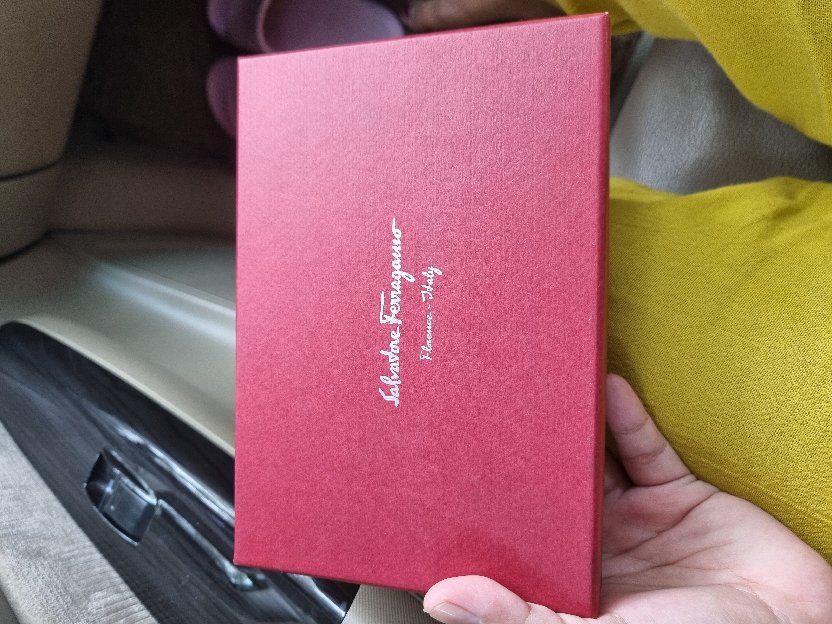 Salvatore Ferragamo
Florence - Italy